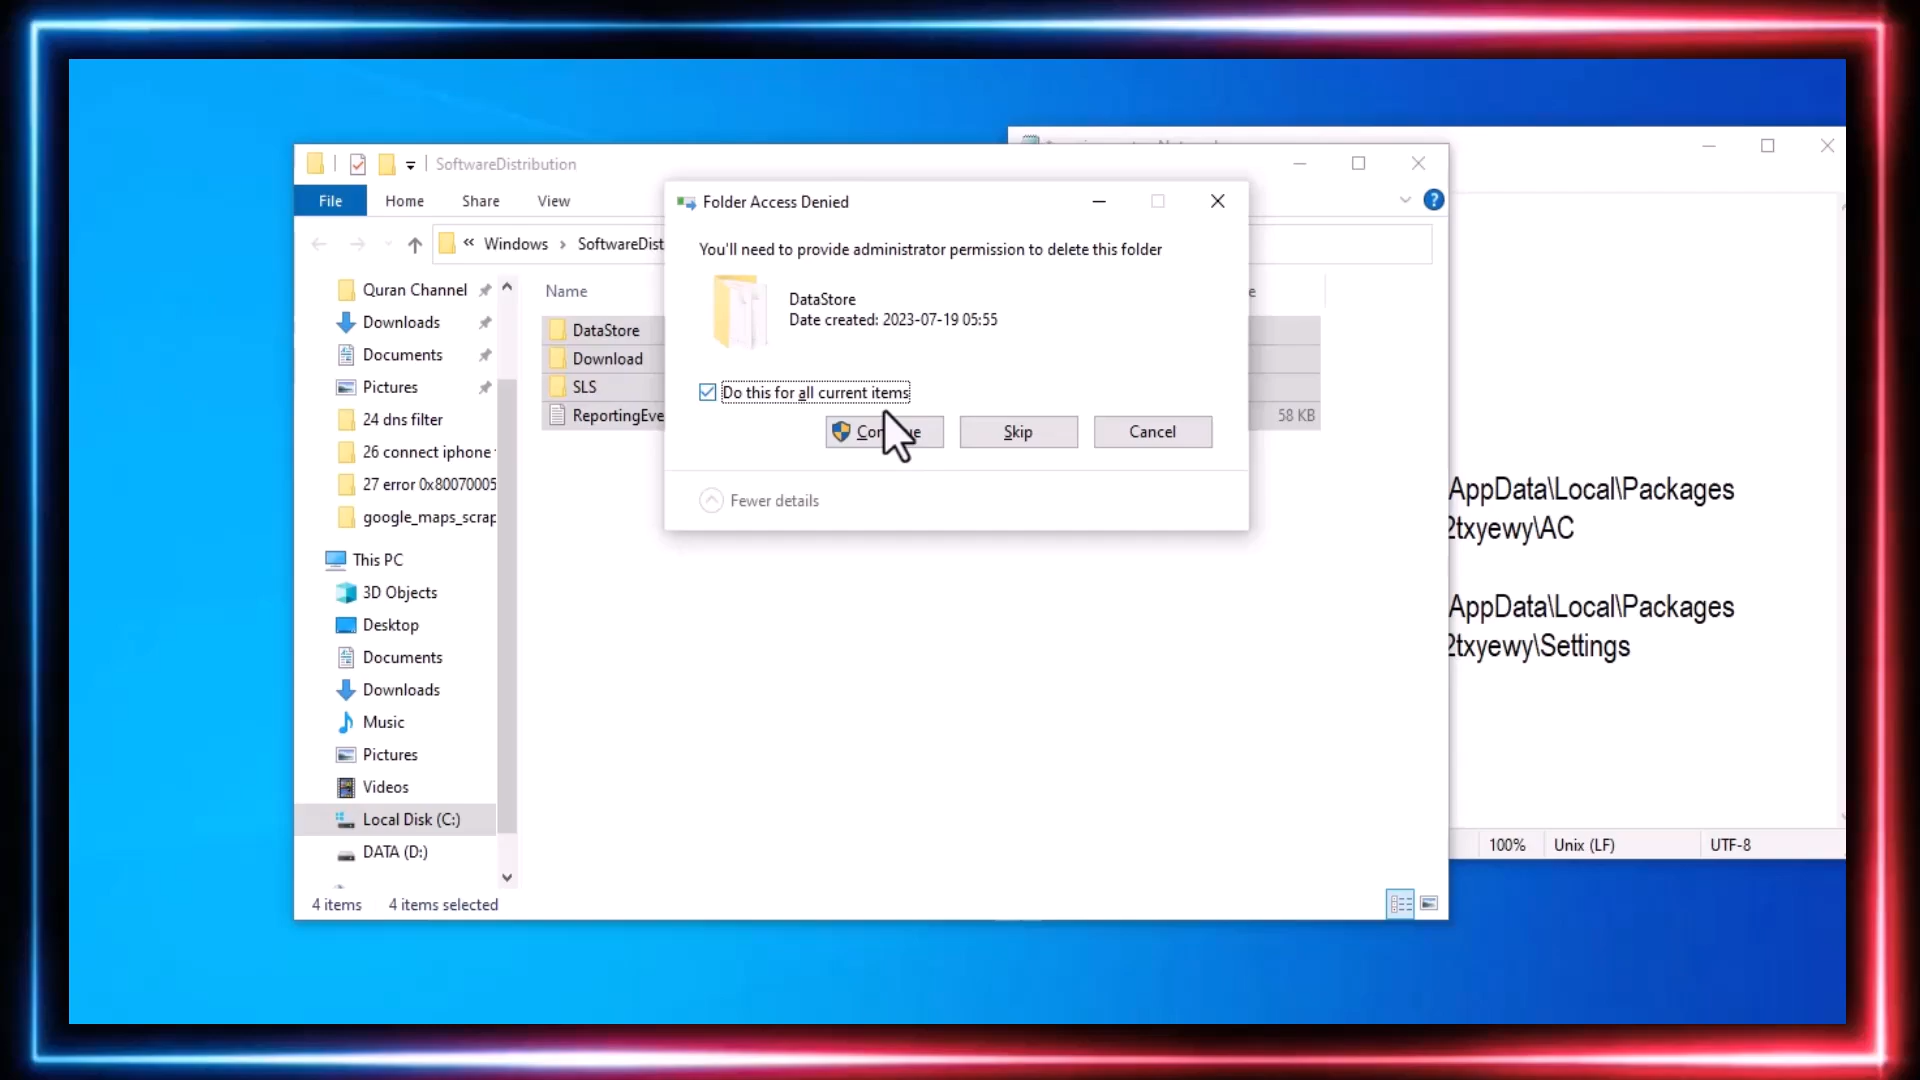 SoftwareDistribution
File
Home
Share
View
« Windows › SoftwareDist
Quran Channel
Downloads
Documents
Pictures
24 dns filter
26 connect iphone
27 error 0x80070005
google_maps_scrap
This PC
3D Objects
Desktop
Documents
Downloads
Music
Pictures
Videos
Local Disk (C:)
DATA (D:)
Name
DataStore
Download
SLS
ReportingEve
58 KB
4 items
4 items selected
Folder Access Denied
You'll need to provide administrator permission to delete this folder
DataStore
Date created: 2023-07-19 05:55
Do this for all current items
Skip
Cancel
Fewer details
AppData\Local\Packages
2txyewy\AC
AppData\Local\Packages
2txyewy\Settings
100%
Unix (LF)
UTF-8